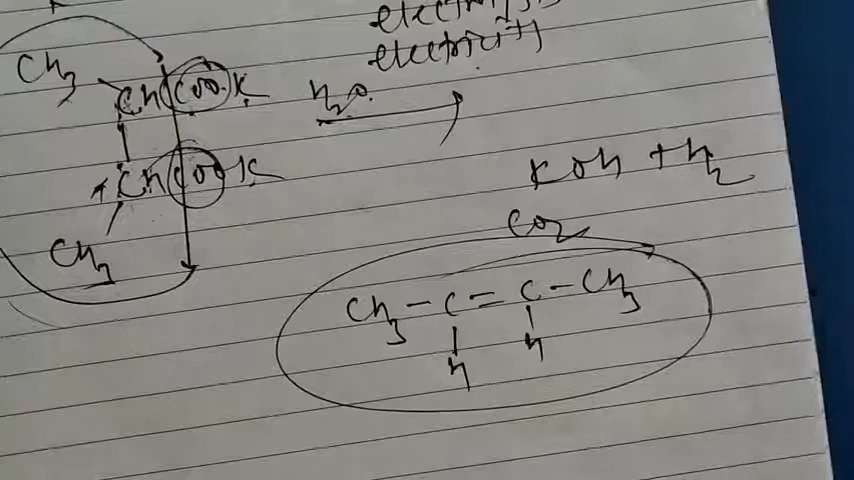 electricity
CH3
CH COOK H2O
CH COOK
KOH + H2
CH3
CO2
CH3 - C = C - CH3
H H